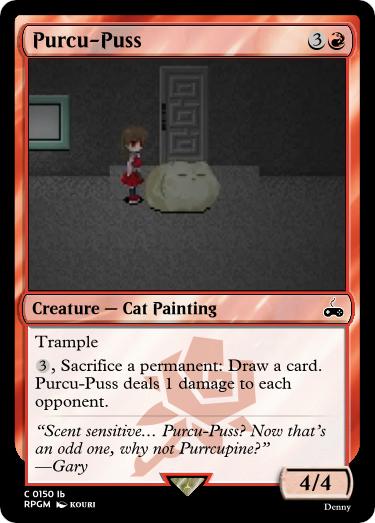 Purcu-Puss 3
Creature — Cat Painting
Trample
3, Sacrifice a permanent: Draw a card.
Purcu-Puss deals 1 damage to each
opponent.
“Scent sensitive… Purcu-Puss? Now that's
an odd one, why not Purrcupine?”
—Gary
4/4
C 0150 Ib
RPGM KOURI
Denny